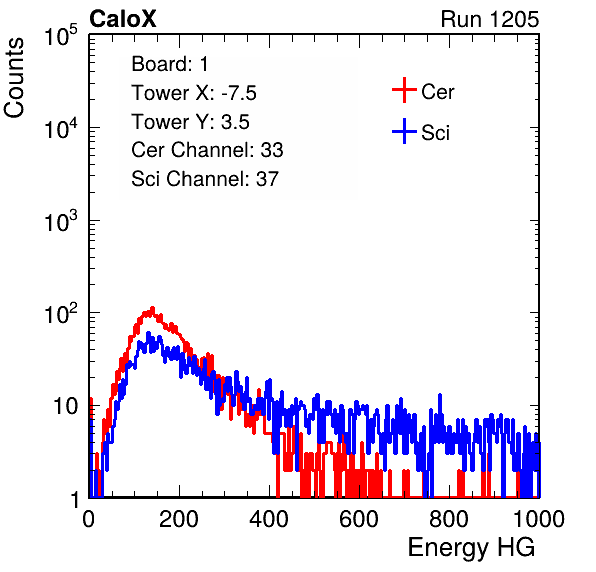 CaloX Run 1205
Counts
10^5
10^4
10^3
10^2
10
1
Board: 1
Tower X: -7.5
Tower Y: 3.5
Cer Channel: 33
Sci Channel: 37
Cer
Sci
0 200 400 600 800 1000
Energy HG